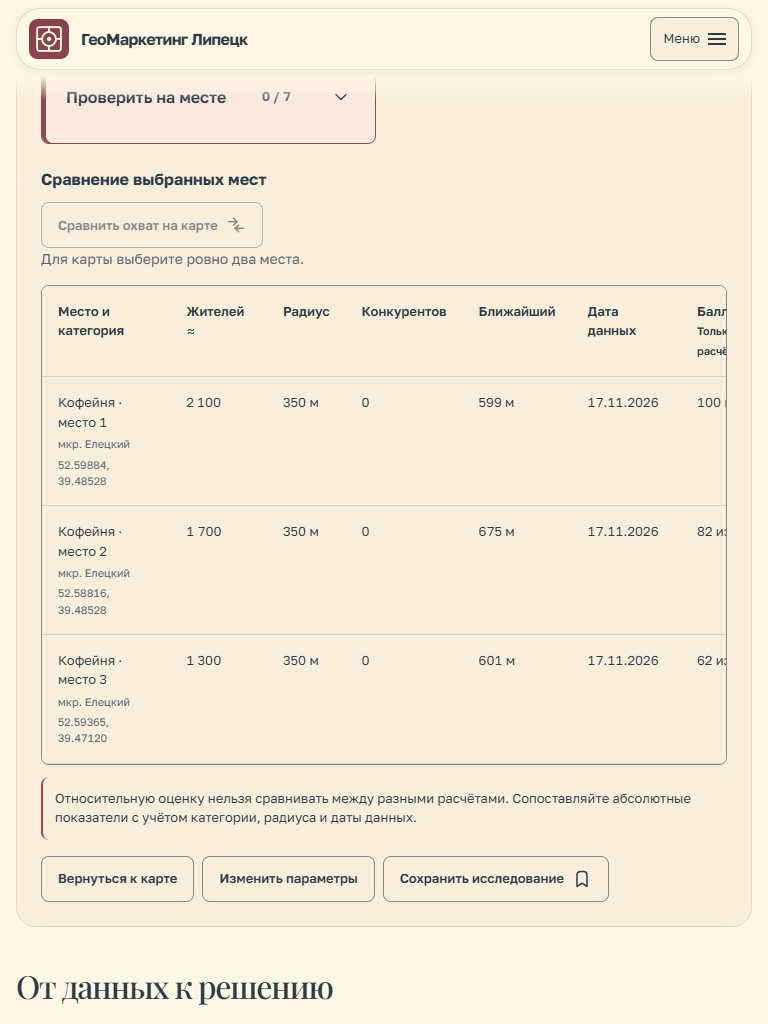 ГеоМаркетинг Липецк
Меню
Проверить на месте 0 / 7
Сравнение выбранных мест
Сравнить охват на карте
Для карты выберите ровно два места.
Место и категория Жителей ≈ Радиус Конкурентов Ближайший Дата данных
Кофейня · место 1 2 100 350 м 0 599 м 17.11.2026 100
мкр. Елецкий
52.59884,
39.48528
Кофейня · место 2 1 700 350 м 0 675 м 17.11.2026 82
мкр. Елецкий
52.58816,
39.48528
Кофейня · место 3 1 300 350 м 0 601 м 17.11.2026 62
мкр. Елецкий
52.59365,
39.47120
Относительную оценку нельзя сравнивать между разными расчётами. Сопоставляйте абсолютные
показатели с учётом категории, радиуса и даты данных.
Вернуться к карте Изменить параметры Сохранить исследование
От данных к решению